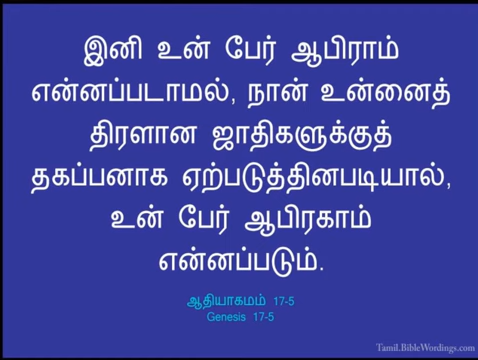 இனி உன் பேர் ஆபிராம்
என்னப்படாமல், நான் உன்னைத்
திரளான ஜாதிகளுக்குத்
தகப்பனாக ஏற்படுத்தினபடியால்,
உன் பேர் ஆபிரகாம்
என்னப்படும்.
ஆதியாகமம் 17-5
Genesis 17-5
Tamil.BibleWordings.com